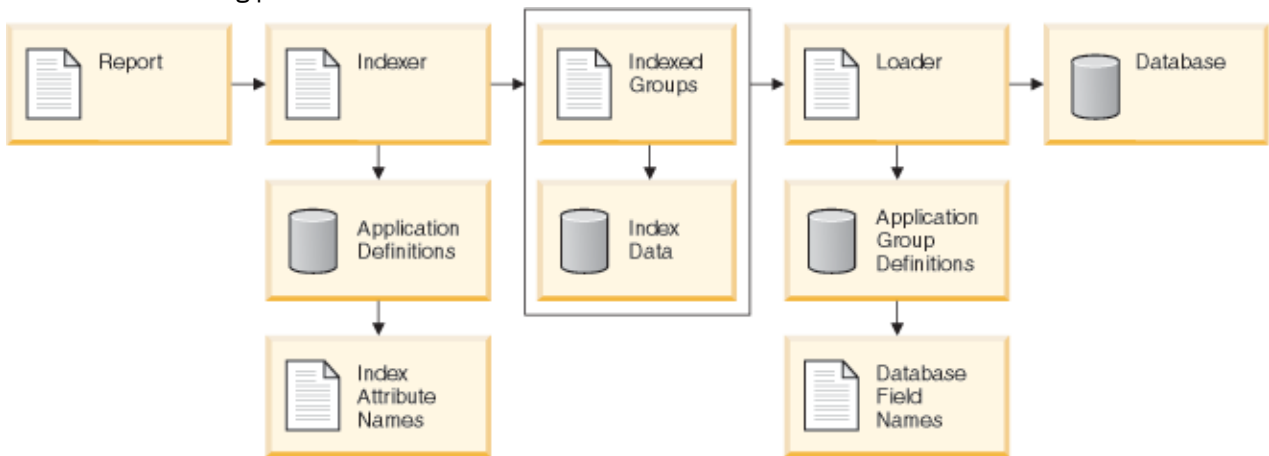 Report
Indexer
Indexed
Groups
Loader
Database
Application
Definitions
Index
Data
Application
Group
Definitions
Index
Attribute
Names
Database
Field
Names